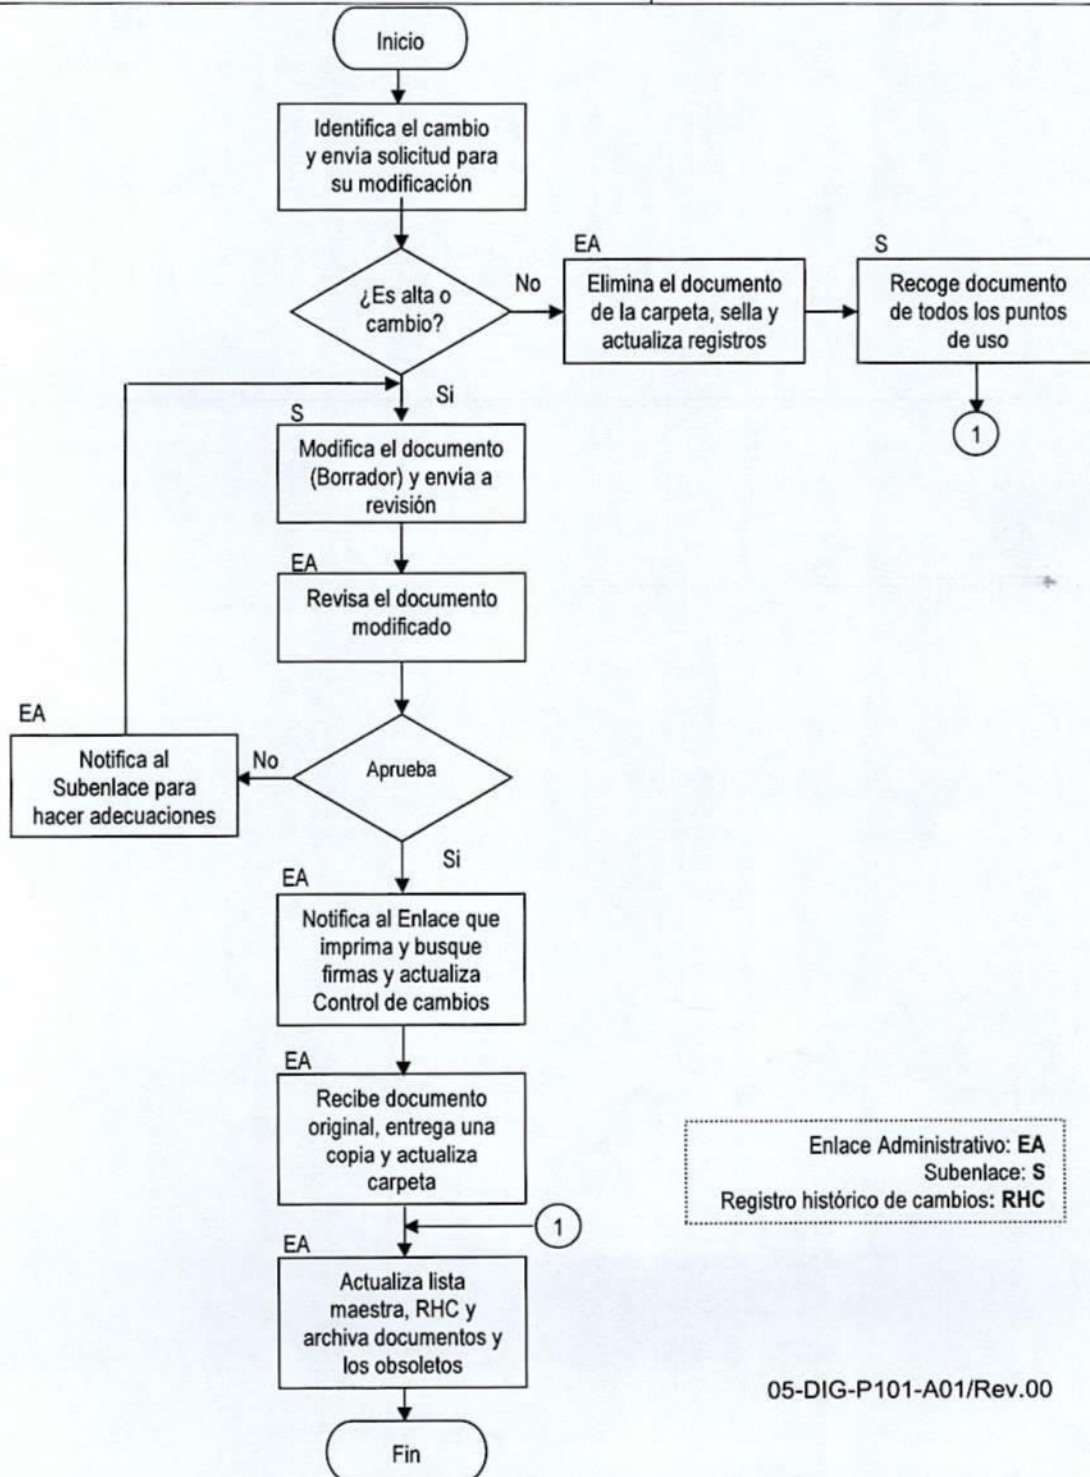 Inicio
Identifica el cambio
y envia solicitud para
su modificación
¿Es alta o
cambio?
No
EA
Elimina el documento
de la carpeta, sella y
actualiza registros
S
Recoge documento
de todos los puntos
de uso
1
Si
S
Modifica el documento
(Borrador) y envia a
revisión
EA
Revisa el documento
modificado
Aprueba
No
EA
Notifica al
Subenlace para
hacer adecuaciones
Si
EA
Notifica al Enlace que
imprima y busque
firmas y actualiza
Control de cambios
EA
Recibe documento
original, entrega una
copia y actualiza
carpeta
1
EA
Actualiza lista
maestra, RHC y
archiva documentos y
los obsoletos
Fin
Enlace Administrativo: EA
Subenlace: S
Registro histórico de cambios: RHC
05-DIG-P101-A01/Rev.00